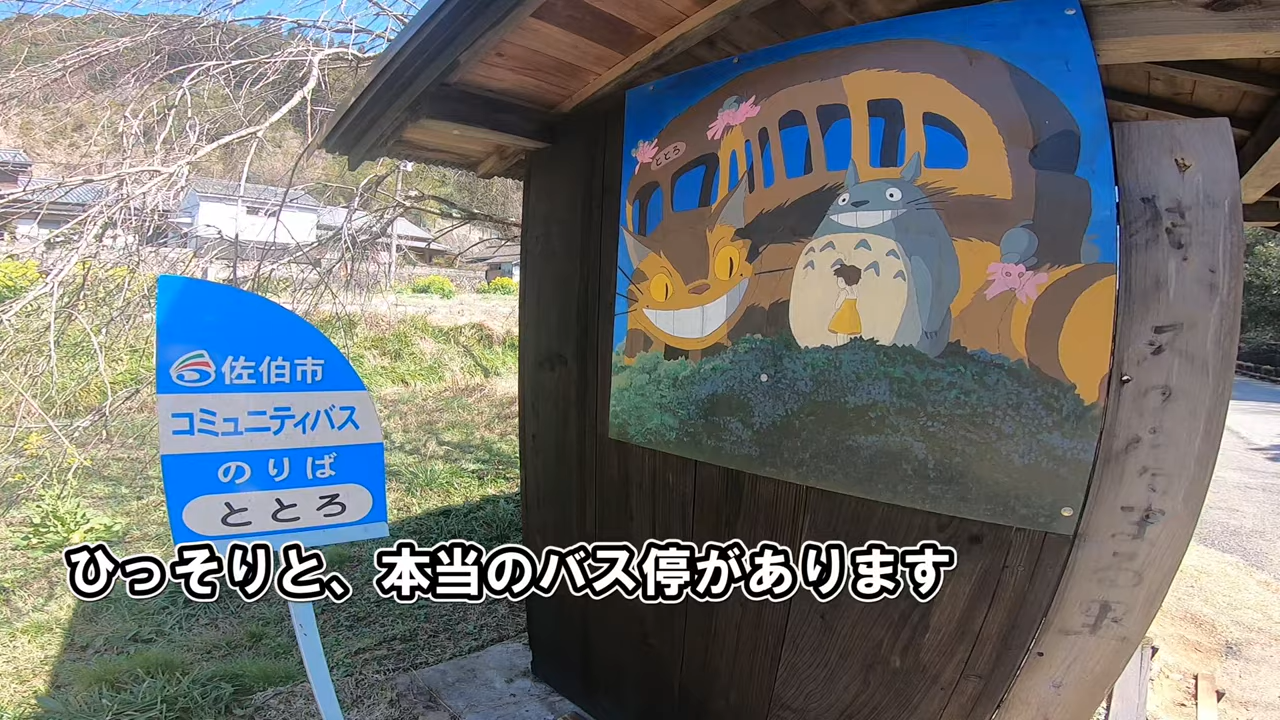 佐伯市
コミュニティバス
のりば
ととろ
ととろ
ひっそりと、本当のバス停があります